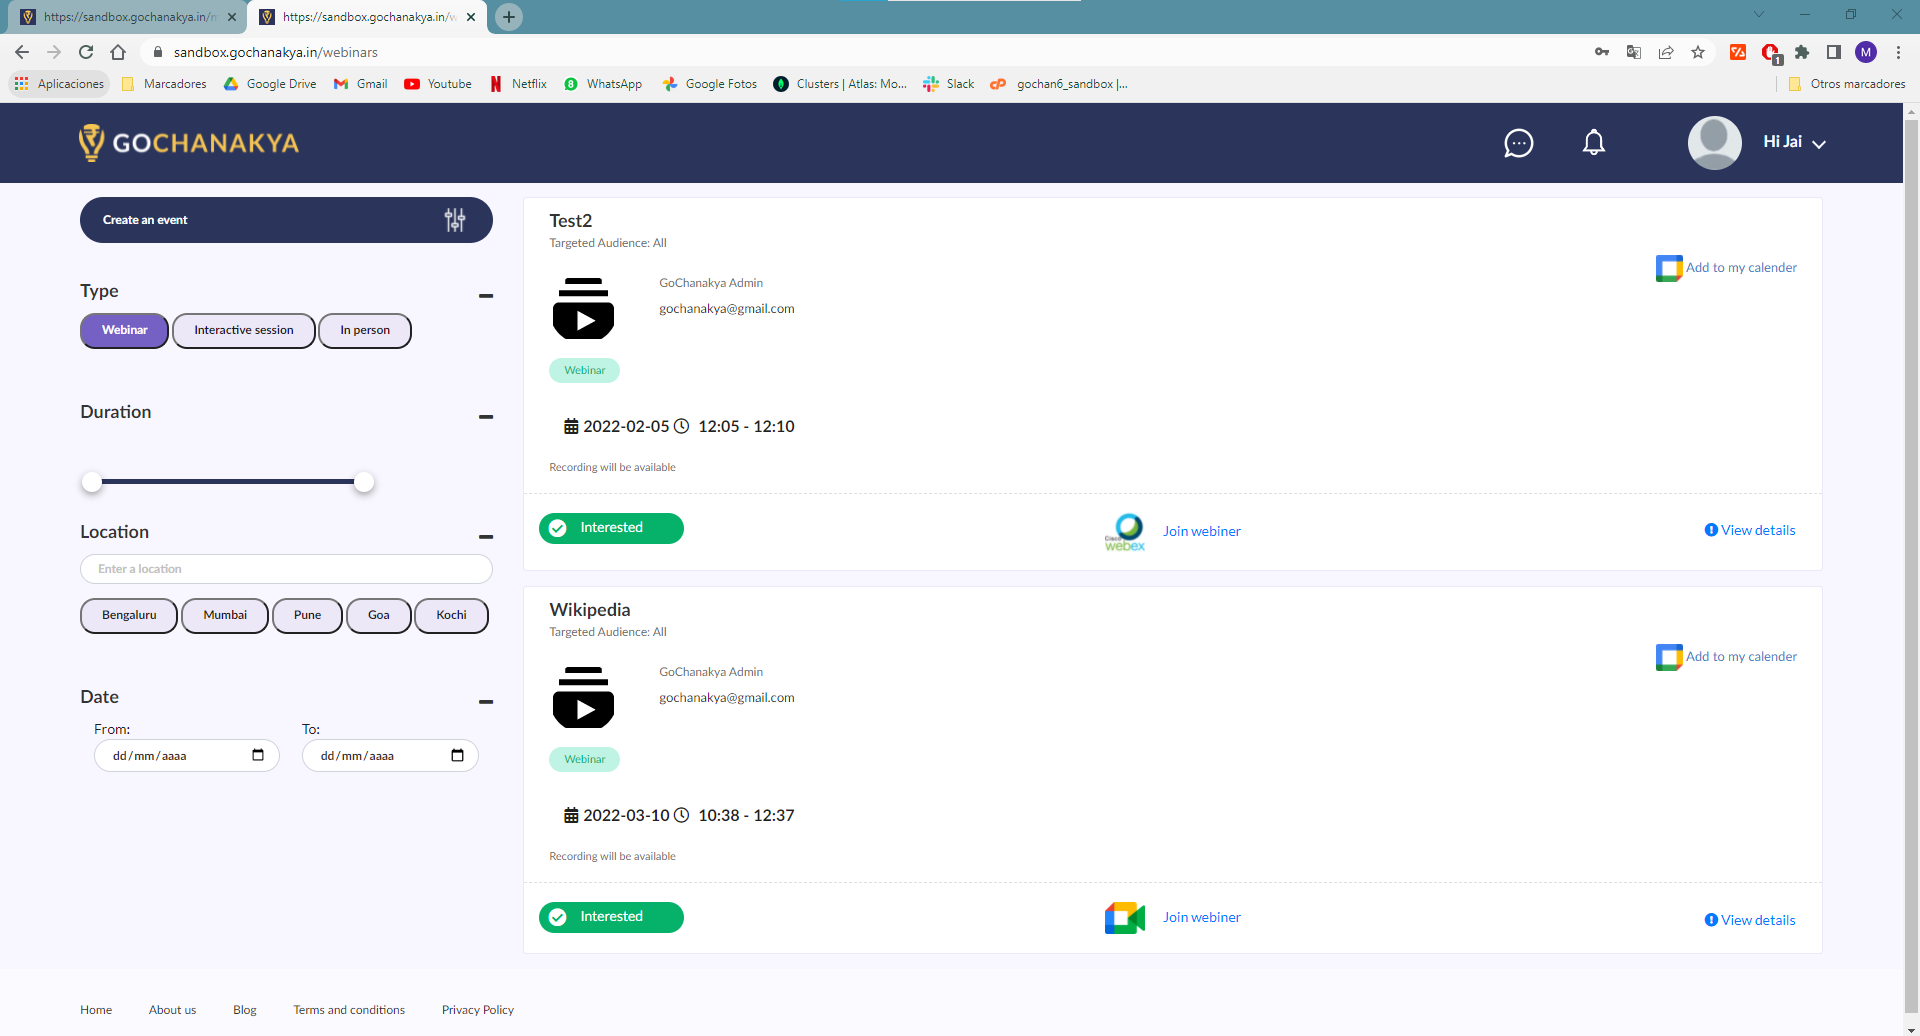 https://sandbox.gochanakya.in/m
https://sandbox.gochanakya.in/w
sandbox.gochanakya.in/webinars
1
M
Aplicaciones
Marcadores
Google Drive
Gmail
Youtube
Netflix
8
WhatsApp
Google Fotos
Clusters | Atlas: Mo...
Slack
cP
gochan6_sandbox |...
Otros marcadores
GOCHANAKYA
Hi Jai
Create an event
Type
Webinar
Interactive session
In person
Duration
Location
Enter a location
Bengaluru
Mumbai
Pune
Goa
Kochi
Date
From:
To:
dd/mm/aaaa
dd/mm/aaaa
Test2
Targeted Audience: All
Add to my calender
GoChanakya Admin
gochanakya@gmail.com
Webinar
2022-02-05 12:05 - 12:10
Recording will be available
Interested
Cisco
webex
Join webiner
View details
Wikipedia
Targeted Audience: All
Add to my calender
GoChanakya Admin
gochanakya@gmail.com
Webinar
2022-03-10 10:38 - 12:37
Recording will be available
Interested
Join webiner
View details
Home
About us
Blog
Terms and conditions
Privacy Policy